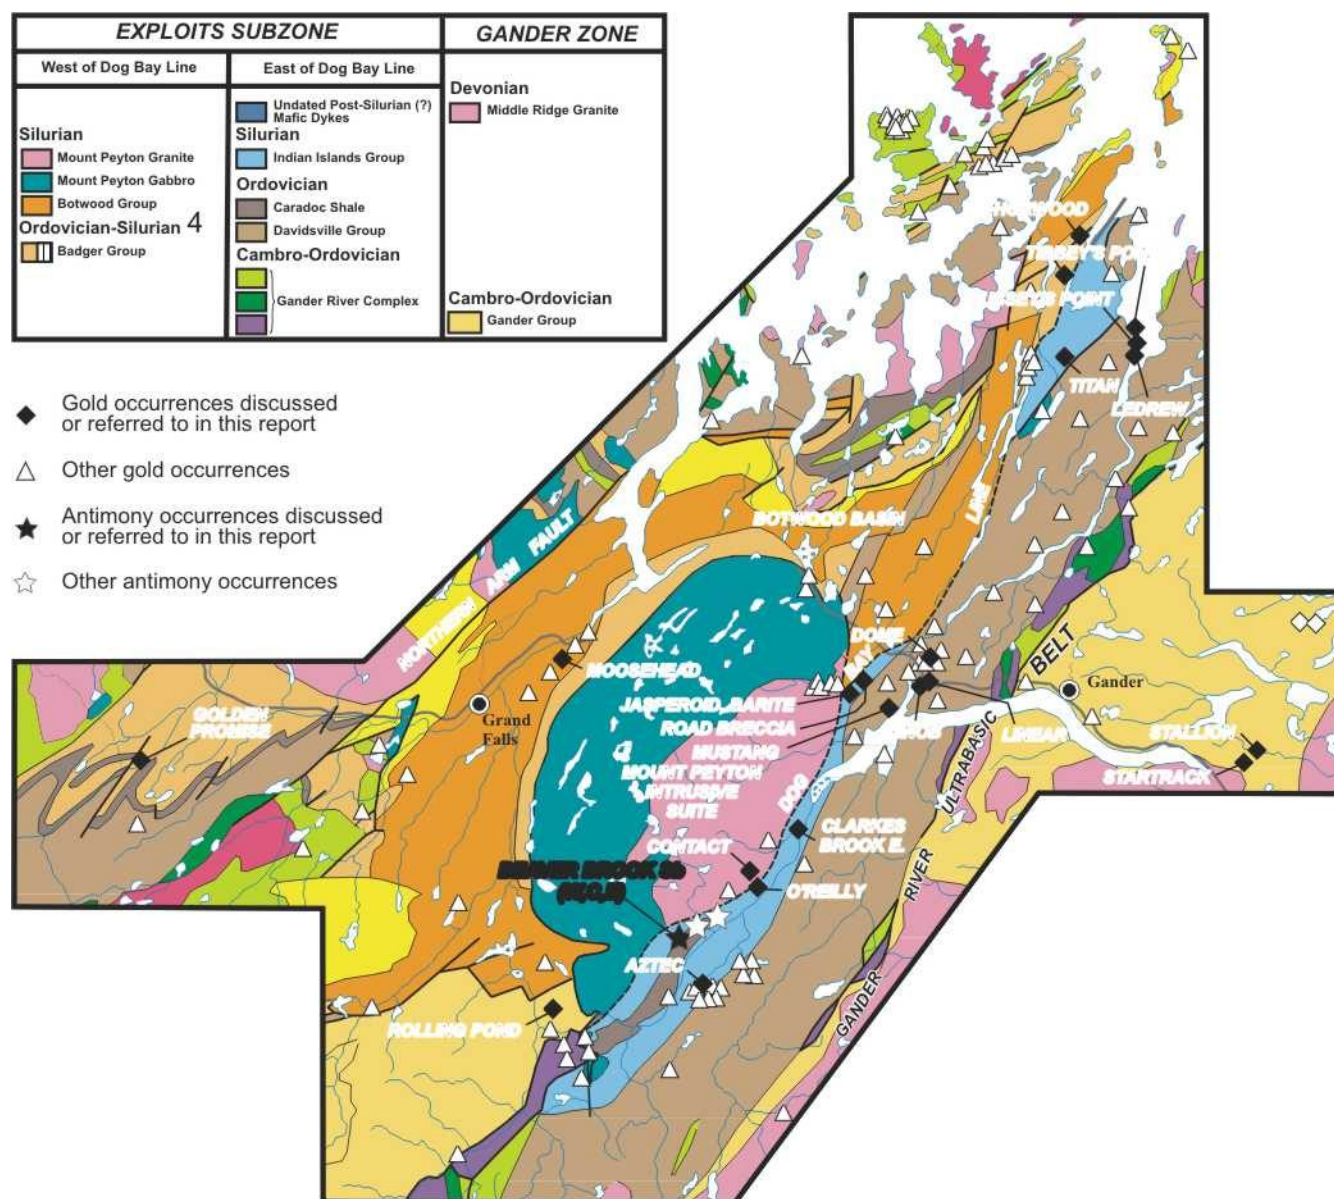 EXPLOITS SUBZONE
GANDER ZONE
West of Dog Bay Line
East of Dog Bay Line
Silurian
Mount Peyton Granite
Mount Peyton Gabbro
Botwood Group
Ordovician-Silurian 4
Badger Group
Undated Post-Silurian (?)
Mafic Dykes
Silurian
Indian Islands Group
Ordovician
Caradoc Shale
Davidsville Group
Cambro-Ordovician
Gander River Complex
Devonian
Middle Ridge Granite
Cambro-Ordovician
Gander Group
Gold occurrences discussed
or referred to in this report
Other gold occurrences
Antimony occurrences discussed
or referred to in this report
Other antimony occurrences
TITAN
LEDREW
BOTWOOD BASIN
LINE
NORTHERN ARM FAULT
DOME
BAY
BELT
MOOSEHEAD
Gander
JASPEROID, BARITE
GOLDEN
PROMISE
Grand
Falls
ROAD BRECCIA
LINEAR
STALLION
MUSTANG
ULTRABASIC
STARTRACK
MOUNT PEYTON
INTRUSIVE
SUITE
DOG
CLARKES
BROOK E.
CONTACT
BEAVER BROOK Sb
O'REILLY
RIVER
AZTEC
GANDER
ROLLING POND